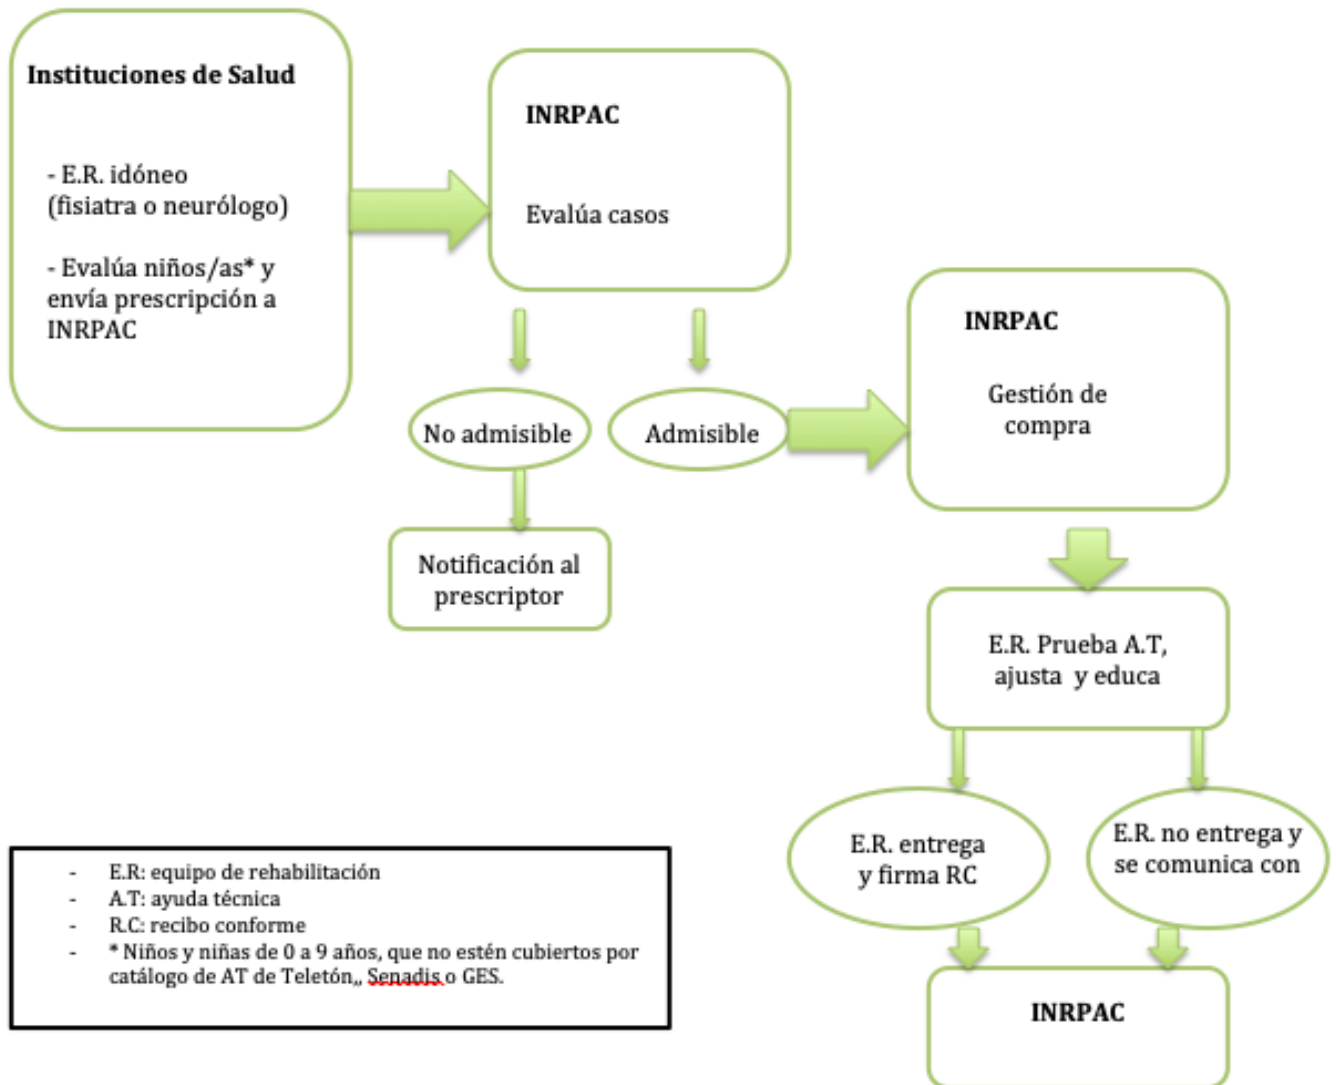 Instituciones de Salud
- E.R. idóneo
(fisiatra o neurólogo)
- Evalúa niños/as* y
envía prescripción a
INRPAC
INRPAC
Evalúa casos
No admisible
Admisible
Notificación al
prescriptor
INRPAC
Gestión de
compra
E.R. Prueba A.T,
ajusta y educa
E.R. entrega
y firma RC
E.R. no entrega y
se comunica con
INRPAC
- E.R: equipo de rehabilitación
- A.T: ayuda técnica
- R.C: recibo conforme
- * Niños y niñas de 0 a 9 años, que no estén cubiertos por
catálogo de AT de Teletón,, Senadis o GES.